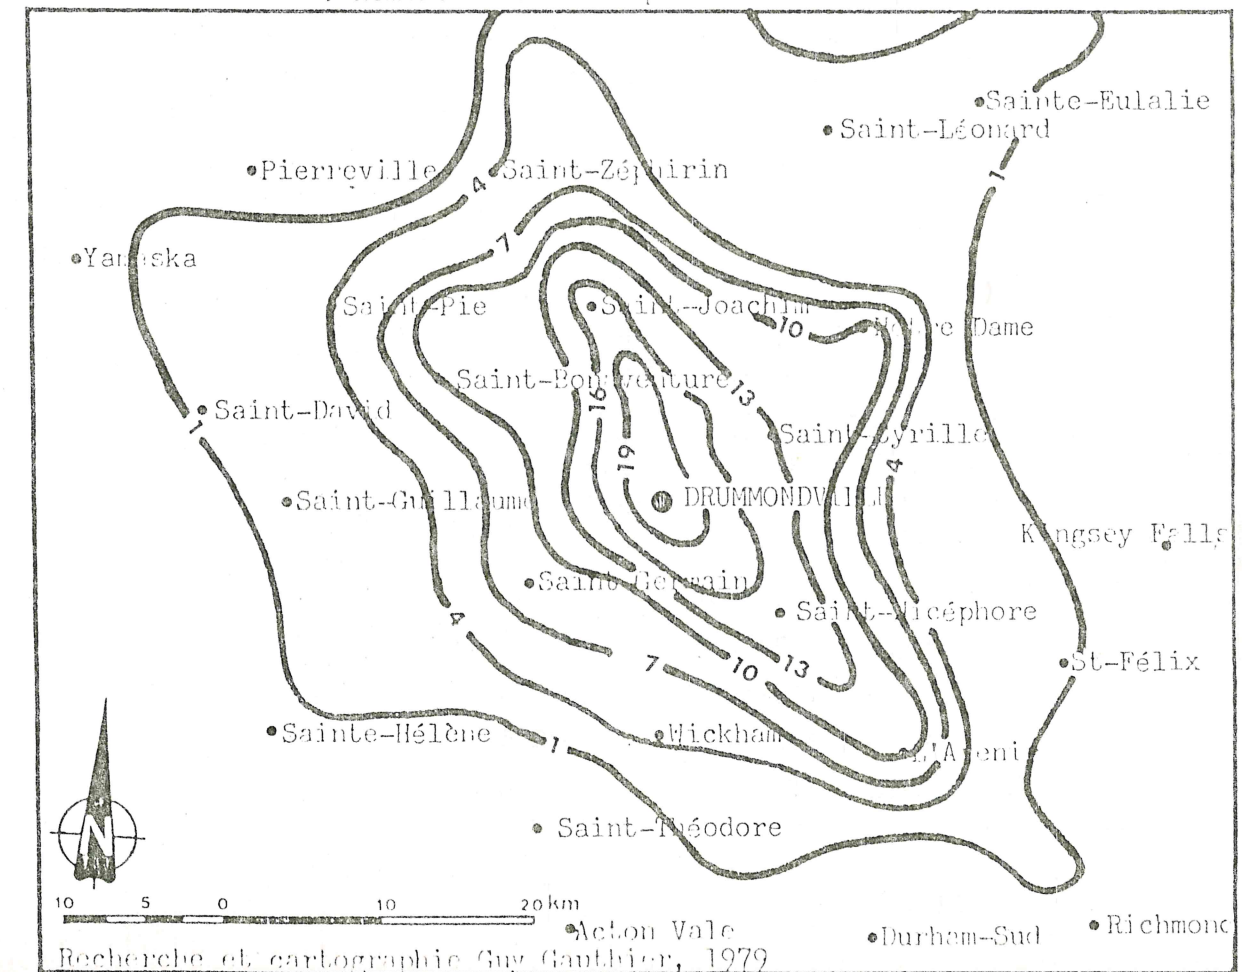 Sainte-Eulalie
Saint-Léonard
Pierreville
Saint-Zéphirin
1
4
7
Yamaska
Saint-Pie
Saint-Joachim
10
Notre Dame
Saint-Bonaventure
13
16
Saint-David
1
Saint-Cyrille
4
19
Saint-Guillaume
DRUMMONDVILLE
Kingsey Falls
Saint-Germain
Saint-Nicéphore
4
7
10
13
St-Félix
Sainte-Hélène
1
Wickham
L'Avenir
N
Saint-Théodore
10 5 0 10 20 km
Acton Vale
Durham-Sud
Richmond
Recherche et cartographie Guy Gauthier, 1979